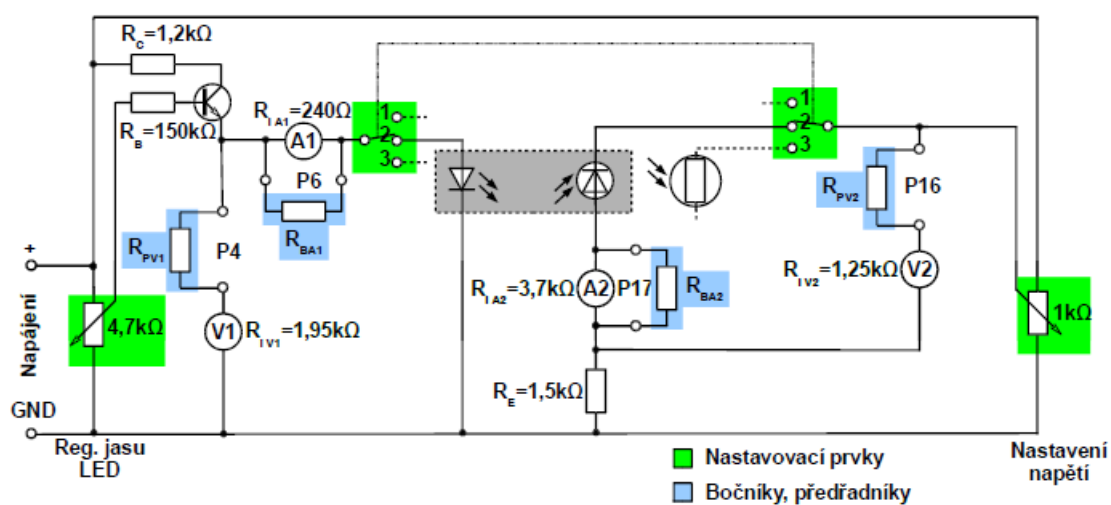 R_C=1,2kΩ
R_B=150kΩ
R_IA1=240Ω
A1
P6
R_BA1
1
2
3
1
2
3
R_PV1
P4
V1
R_IV1=1,95kΩ
+
Napájení
4,7kΩ
GND
Reg. jasu
LED
R_IA2=3,7kΩ
A2
P17
R_BA2
R_E=1,5kΩ
R_PV2
P16
R_IV2=1,25kΩ
V2
1kΩ
Nastavení
napětí
Nastavovací prvky
Bočníky, předřadníky